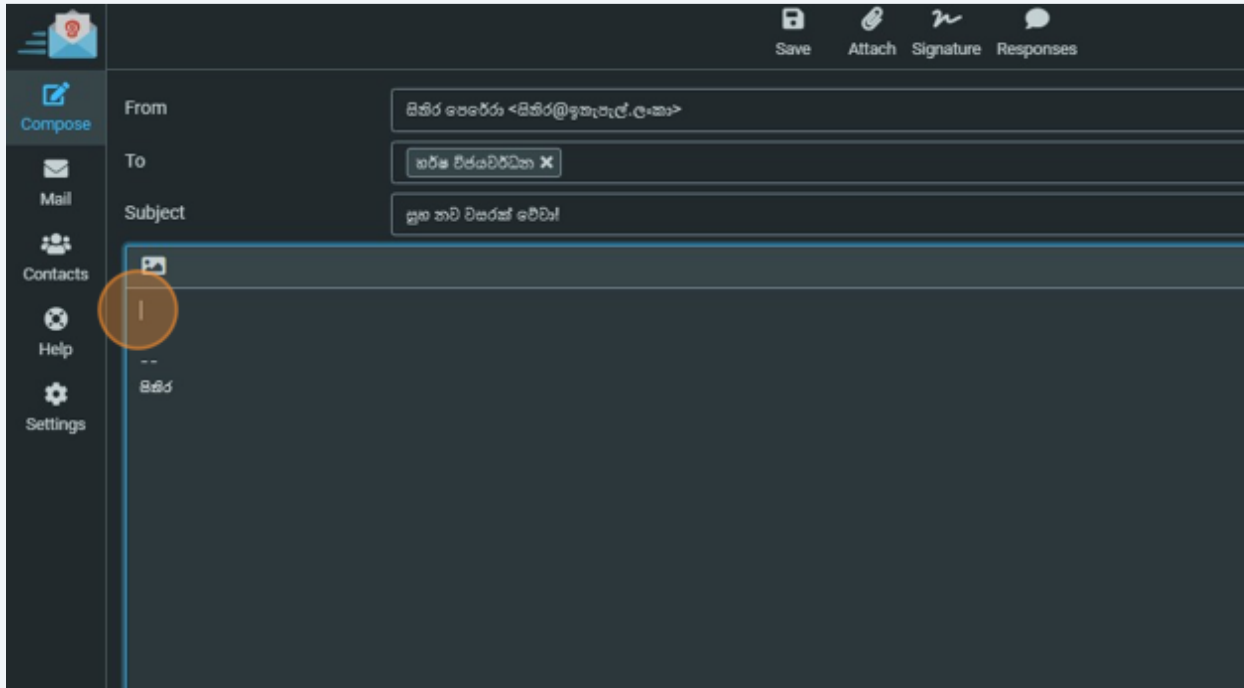 Save Attach Signature Responses
Compose
Mail
Contacts
Help
Settings
From
සිතිර පෙරේරා <සිතිර@ඉතැපැල්.ලංකා>
To
හර්ෂ විජයවර්ධන
Subject
සුභ නව වසරක් වේවා!
--
සිතිර